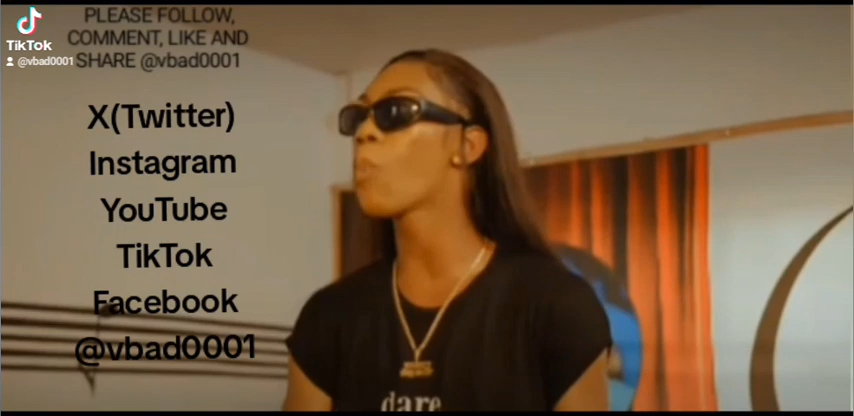 PLEASE FOLLOW,
COMMENT, LIKE AND
SHARE @vbad0001
TikTok
@vbad0001
X(Twitter)
Instagram
YouTube
TikTok
Facebook
@vbad0001
dare